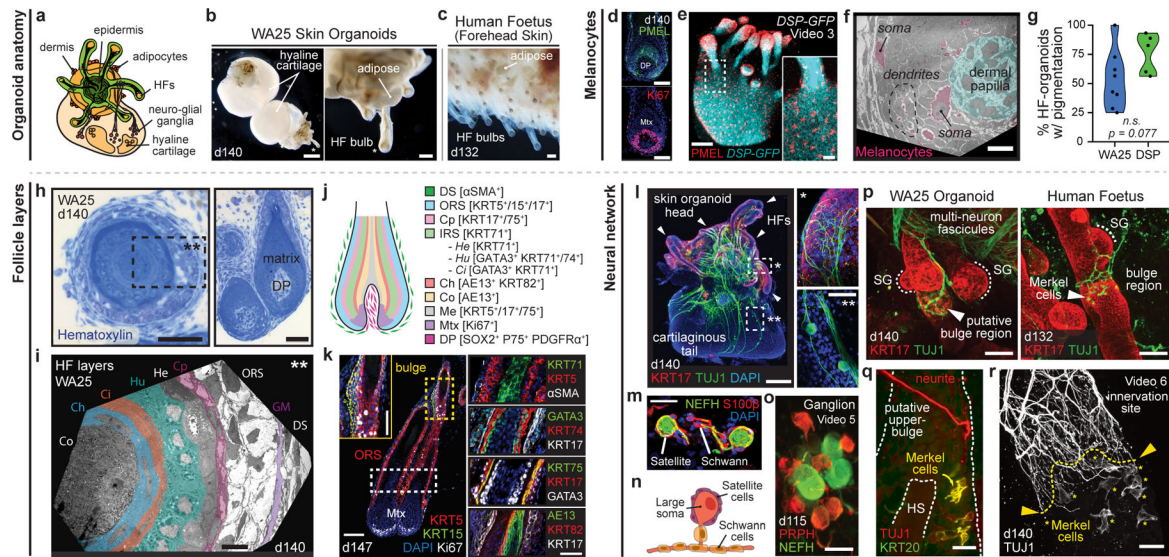 Organoid anatomy
a
epidermis
dermis
adipocytes
HFs
neuro-glial
ganglia
hyaline
cartilage
b
WA25 Skin Organoids
hyaline
cartilage
adipose
HF bulb
*
*
d140
c
Human Foetus
(Forehead Skin)
adipose
HF bulbs
d132
Melanocytes
d
d140
PMEL
DP
Ki67
Mtx
e
DSP-GFP
Video 3
PMEL DSP-GFP
f
soma
dendrites
dermal
papilla
soma
Melanocytes
g
% HF-organoids
w/ pigmentation
100
75
50
25
0
n.s.
p = 0.077
WA25 DSP
Follicle layers
h
WA25
d140
**
Hematoxylin
matrix
DP
i
HF layers
WA25
**
Co
Ch
Ci
Hu
He
Cp
ORS
GM
DS
d140
j
DS [αSMA⁺]
ORS [KRT5⁺/15⁺/17⁺]
Cp [KRT17⁺/75⁺]
IRS [KRT71⁺]
- He [KRT71⁺]
- Hu [GATA3⁺ KRT71⁺/74⁺]
- Ci [GATA3⁺ KRT71⁺]
Ch [AE13⁺ KRT82⁺]
Co [AE13⁺]
Me [KRT5⁺/17⁺/75⁺]
Mtx [Ki67⁺]
DP [SOX2⁺ P75⁺ PDGFRα⁺]
k
bulge
ORS
Mtx
KRT5
KRT15
DAPI Ki67
d147
KRT71
KRT5
αSMA
GATA3
KRT74
KRT17
KRT75
KRT17
GATA3
AE13
KRT82
KRT17
Neural network
l
skin organoid
head
HFs
*
**
cartilaginous
tail
d140
KRT17 TUJ1 DAPI
*
**
m
NEFH S100β
DAPI
Satellite Schwann
n
Large
soma
Satellite
cells
Schwann
cells
o
Ganglion
Video 5
d115
PRPH
NEFH
p
WA25 Organoid
multi-neuron
fascicules
SG
SG
Merkel
cells
putative
bulge region
d140
KRT17 TUJ1
Human Foetus
SG
bulge
region
Merkel
cells
d132
KRT17 TUJ1
q
neurite
putative
upper-
bulge
Merkel
cells
HS
TUJ1
KRT20
r
Video 6
innervation
site
Merkel
cells
d140
TUJ1